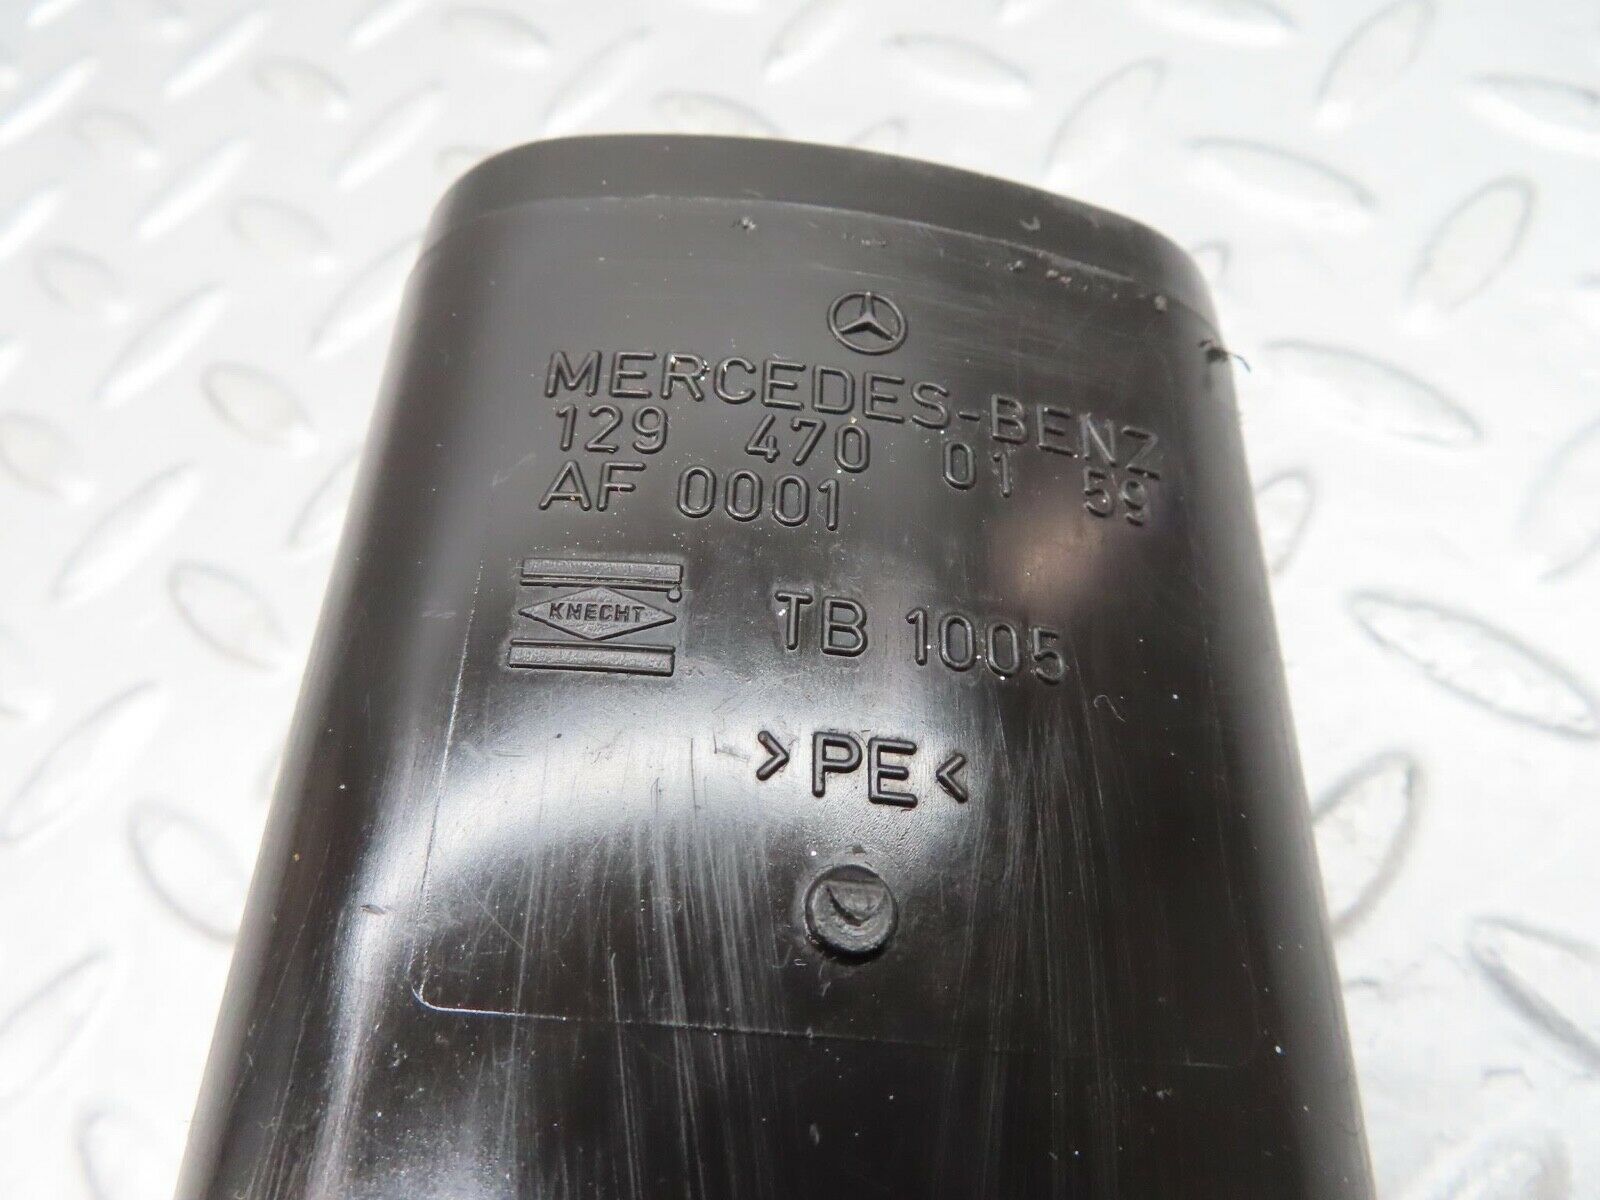 MERCEDES-BENZ
129 470 01 59
AF 0001
KNECHT TB 1005
>PE<